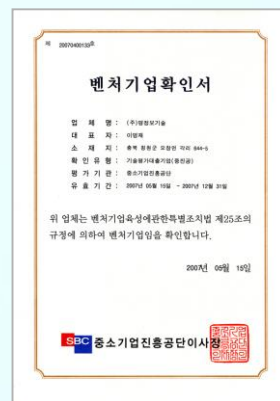 제 20070400133호
벤처기업확인서
업 체 명 : (주)명정보기술
대 표 자 : 이명재
소 재 지 : 충북 청원군 오창면 각리 644-5
확 인 유 형 : 기술평가대출기업(중진공)
평 가 기 관 : 중소기업진흥공단
유 효 기 간 : 2007년 05월 15일 - 2007년 12월 31일
위 업체는 벤처기업육성에관한특별조치법 제25조의
규정에 의하여 벤처기업임을 확인합니다.
2007년 05월 15일
SBC 중소기업진흥공단이사장